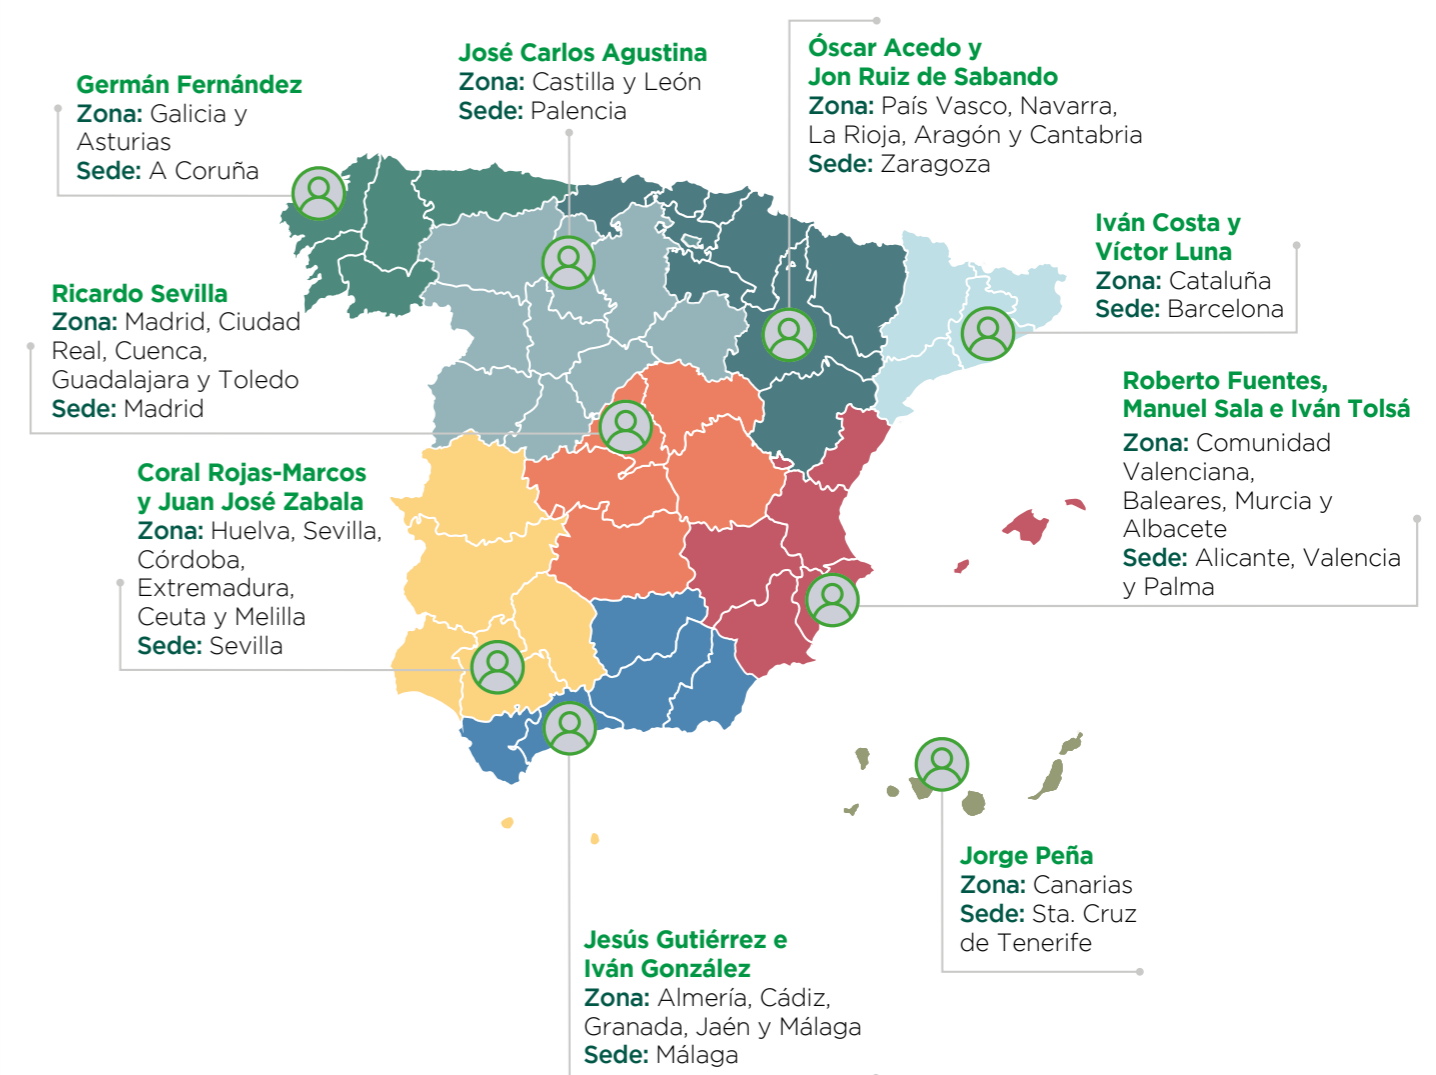 Germán Fernández
Zona: Galicia y
Asturias
Sede: A Coruña
José Carlos Agustina
Zona: Castilla y León
Sede: Palencia
Óscar Acedo y
Jon Ruiz de Sabando
Zona: País Vasco, Navarra,
La Rioja, Aragón y Cantabria
Sede: Zaragoza
Iván Costa y
Víctor Luna
Zona: Cataluña
Sede: Barcelona
Ricardo Sevilla
Zona: Madrid, Ciudad
Real, Cuenca,
Guadalajara y Toledo
Sede: Madrid
Roberto Fuentes,
Manuel Sala e Iván Tolsá
Zona: Comunidad
Valenciana,
Baleares, Murcia y
Albacete
Sede: Alicante, Valencia
y Palma
Coral Rojas-Marcos
y Juan José Zabala
Zona: Huelva, Sevilla,
Córdoba,
Extremadura,
Ceuta y Melilla
Sede: Sevilla
Jorge Peña
Zona: Canarias
Sede: Sta. Cruz
de Tenerife
Jesús Gutiérrez e
Iván González
Zona: Almería, Cádiz,
Granada, Jaén y Málaga
Sede: Málaga